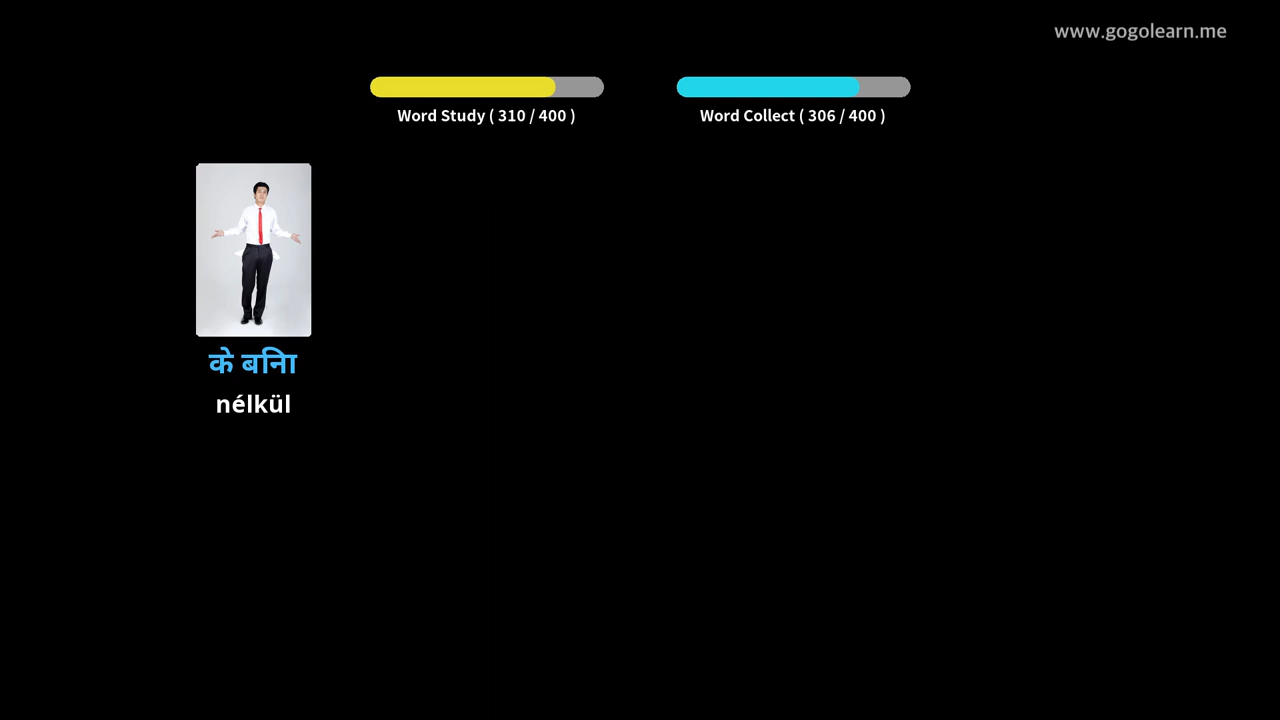 www.gogolearn.me
Word Study ( 310 / 400 )
Word Collect ( 306 / 400 )
के बिना
nélkül